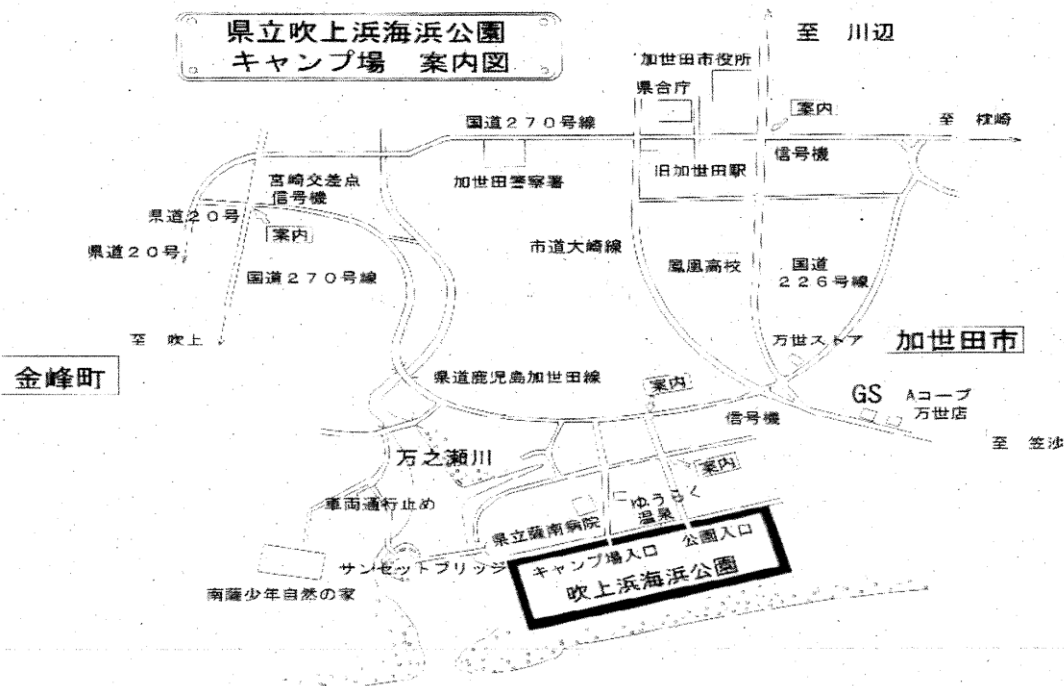 県立吹上浜海浜公園
キャンプ場　案内図
至　川辺
加世田市役所
県合庁
案内
国道２７０号線
至　枕崎
信号機
旧加世田駅
加世田警察署
宮崎交差点
信号機
県道２０号
案内
県道２０号
国道２７０号線
市道大崎線
鳳凰高校
国道
２２６号線
至　吹上
万世ストア
加世田市
金峰町
県道鹿児島加世田線
案内
GS
Aコープ
万世店
信号機
至　笠沙
万之瀬川
案内
車両通行止め
ゆうらく
温泉
県立薩南病院
サンセットブリッジ
キャンプ場入口
公園入口
吹上浜海浜公園
南薩少年自然の家